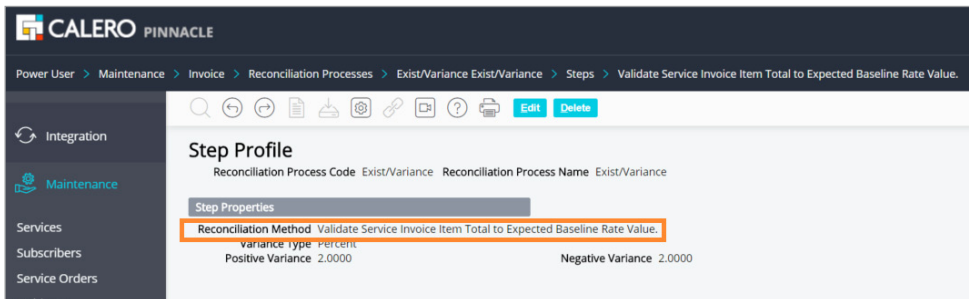 CALERO PINNACLE
Power User > Maintenance > Invoice > Reconciliation Processes > Exist/Variance Exist/Variance > Steps > Validate Service Invoice Item Total to Expected Baseline Rate Value.
Edit Delete
Integration
Step Profile
Reconciliation Process Code Exist/Variance Reconciliation Process Name Exist/Variance
Maintenance
Step Properties
Services
Reconciliation Method Validate Service Invoice Item Total to Expected Baseline Rate Value.
Variance Type Percent
Subscribers
Positive Variance 2.0000 Negative Variance 2.0000
Service Orders